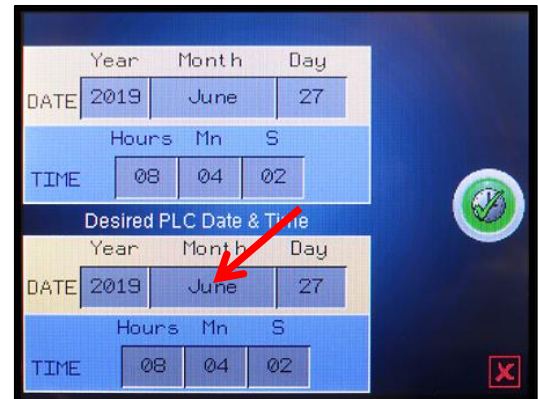 Year Month Day
DATE 2019 June 27
Hours Mn S
TIME 08 04 02
Desired PLC Date & Time
Year Month Day
DATE 2019 June 27
Hours Mn S
TIME 08 04 02